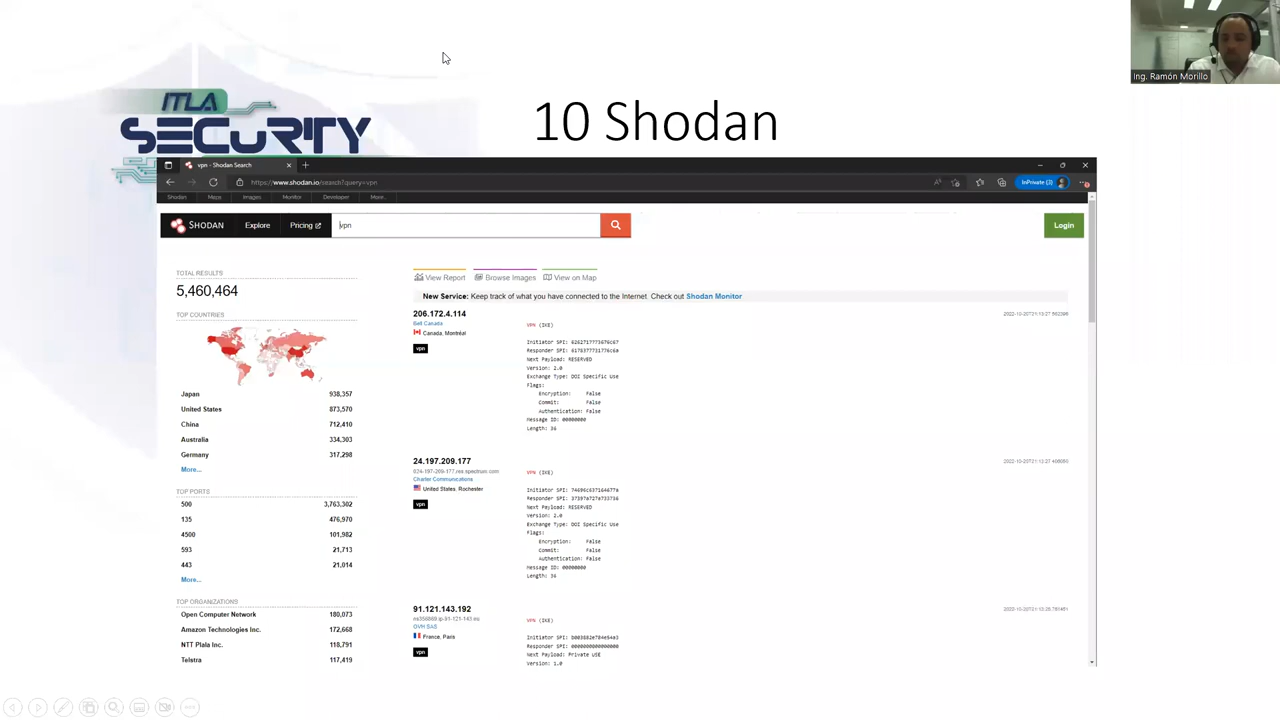 Ing. Ramón Morillo
ITLA
SECURITY
10 Shodan
vpn - Shodan Search
https://www.shodan.io/search?query=vpn
InPrivate (3)
Shodan Maps Images Monitor Developer More...
SHODAN Explore Pricing vpn Login
TOTAL RESULTS
5,460,464
TOP COUNTRIES
Japan 938,357
United States 873,570
China 712,410
Australia 334,303
Germany 317,298
More...
TOP PORTS
500 3,763,302
135 476,970
4500 101,982
593 21,713
443 21,014
More...
TOP ORGANIZATIONS
Open Computer Network 180,073
Amazon Technologies Inc. 172,668
NTT Plala Inc. 118,791
Telstra 117,419
View Report Browse Images View on Map
New Service: Keep track of what you have connected to the Internet. Check out Shodan Monitor
206.172.4.114
Bell Canada
Canada, Montréal
vpn
VPN (IKE)
Initiator SPI:
Responder SPI:
Next Payload: RESERVED
Version: 2.0
Exchange Type: DOI Specific Use
Flags:
Encryption: False
Commit: False
Authentication: False
Message ID: 00000000
Length: 36
24.197.209.177
Charter Communications
United States, Rochester
vpn
VPN (IKE)
Initiator SPI:
Responder SPI:
Next Payload: RESERVED
Version: 2.0
Exchange Type: DOI Specific Use
Flags:
Encryption: False
Commit: False
Authentication: False
Message ID: 00000000
Length: 36
91.121.143.192
OVH SAS
France, Paris
vpn
VPN (IKE)
Initiator SPI:
Responder SPI: 0000000000000000
Next Payload: Private USE
Version: 1.0